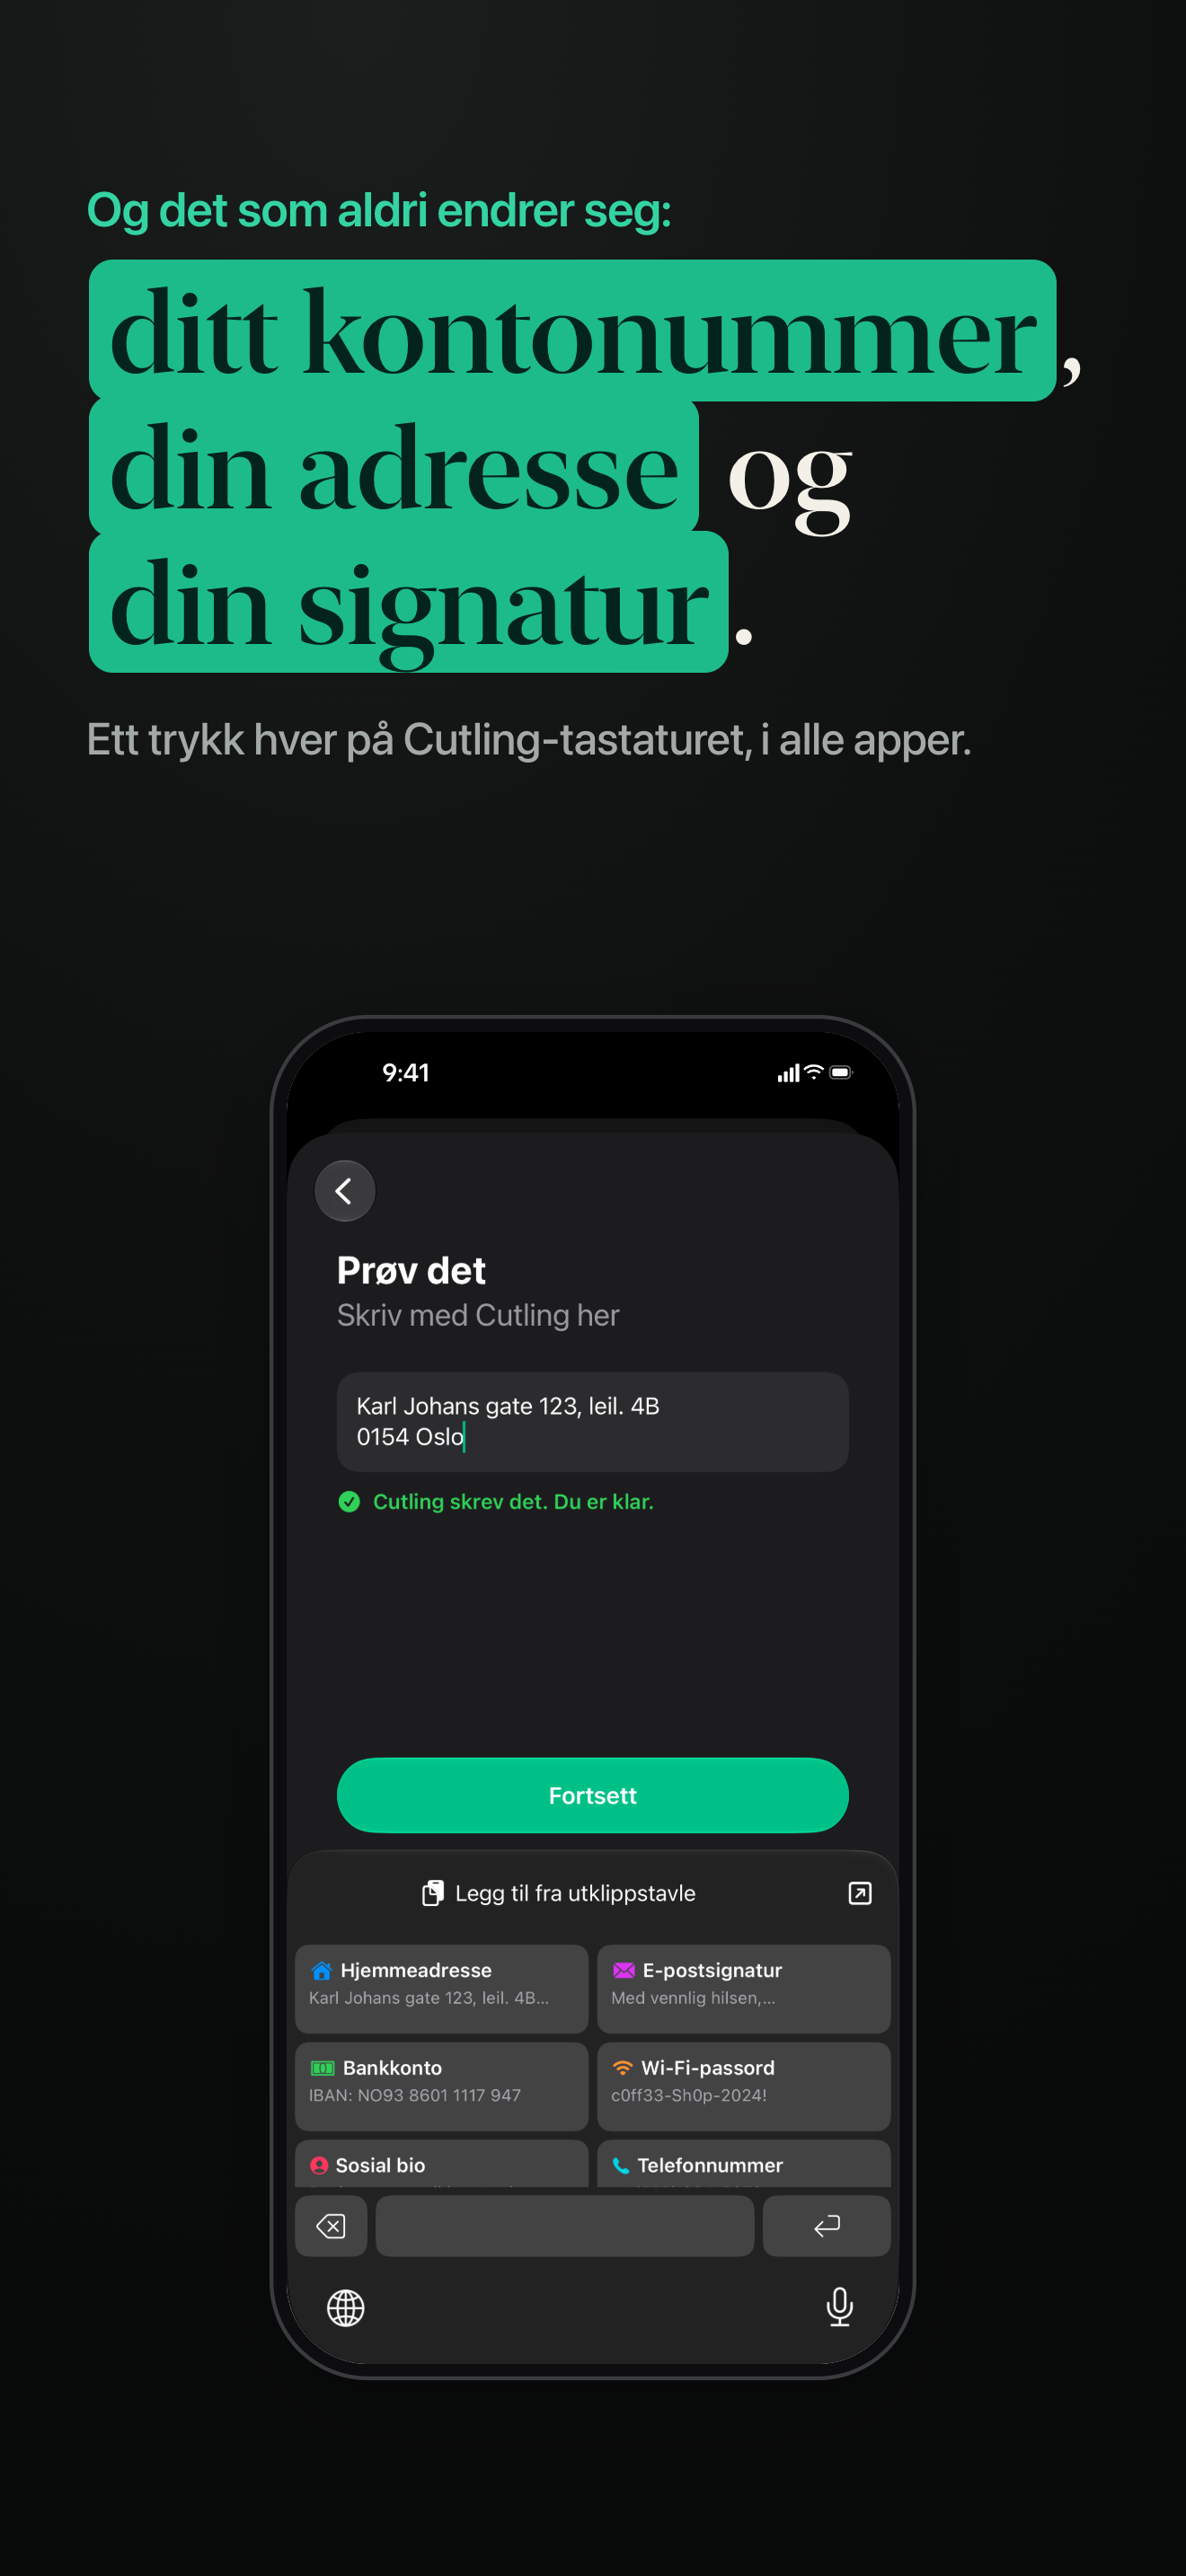 Og det som aldri endrer seg:
ditt kontonummer,
din adresse og
din signatur.
Ett trykk hver på Cutling-tastaturet, i alle apper.
9:41
Prøv det
Skriv med Cutling her
Karl Johans gate 123, leil. 4B
0154 Oslo
Cutling skrev det. Du er klar.
Fortsett
Legg til fra utklippstavle
Hjemmeadresse
Karl Johans gate 123, leil. 4B...
E-postsignatur
Med vennlig hilsen,...
Bankkonto
IBAN: NO93 8601 1117 947
Wi-Fi-passord
c0ff33-Sh0p-2024!
Sosial bio
Telefonnummer